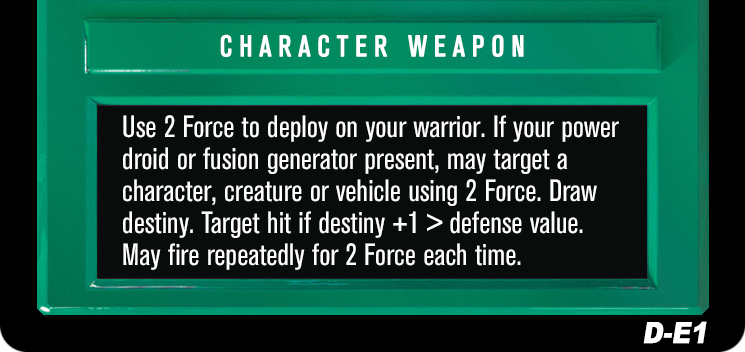 CHARACTER WEAPON
Use 2 Force to deploy on your warrior. If your power
droid or fusion generator present, may target a
character, creature or vehicle using 2 Force. Draw
destiny. Target hit if destiny +1 > defense value.
May fire repeatedly for 2 Force each time.
D-E1